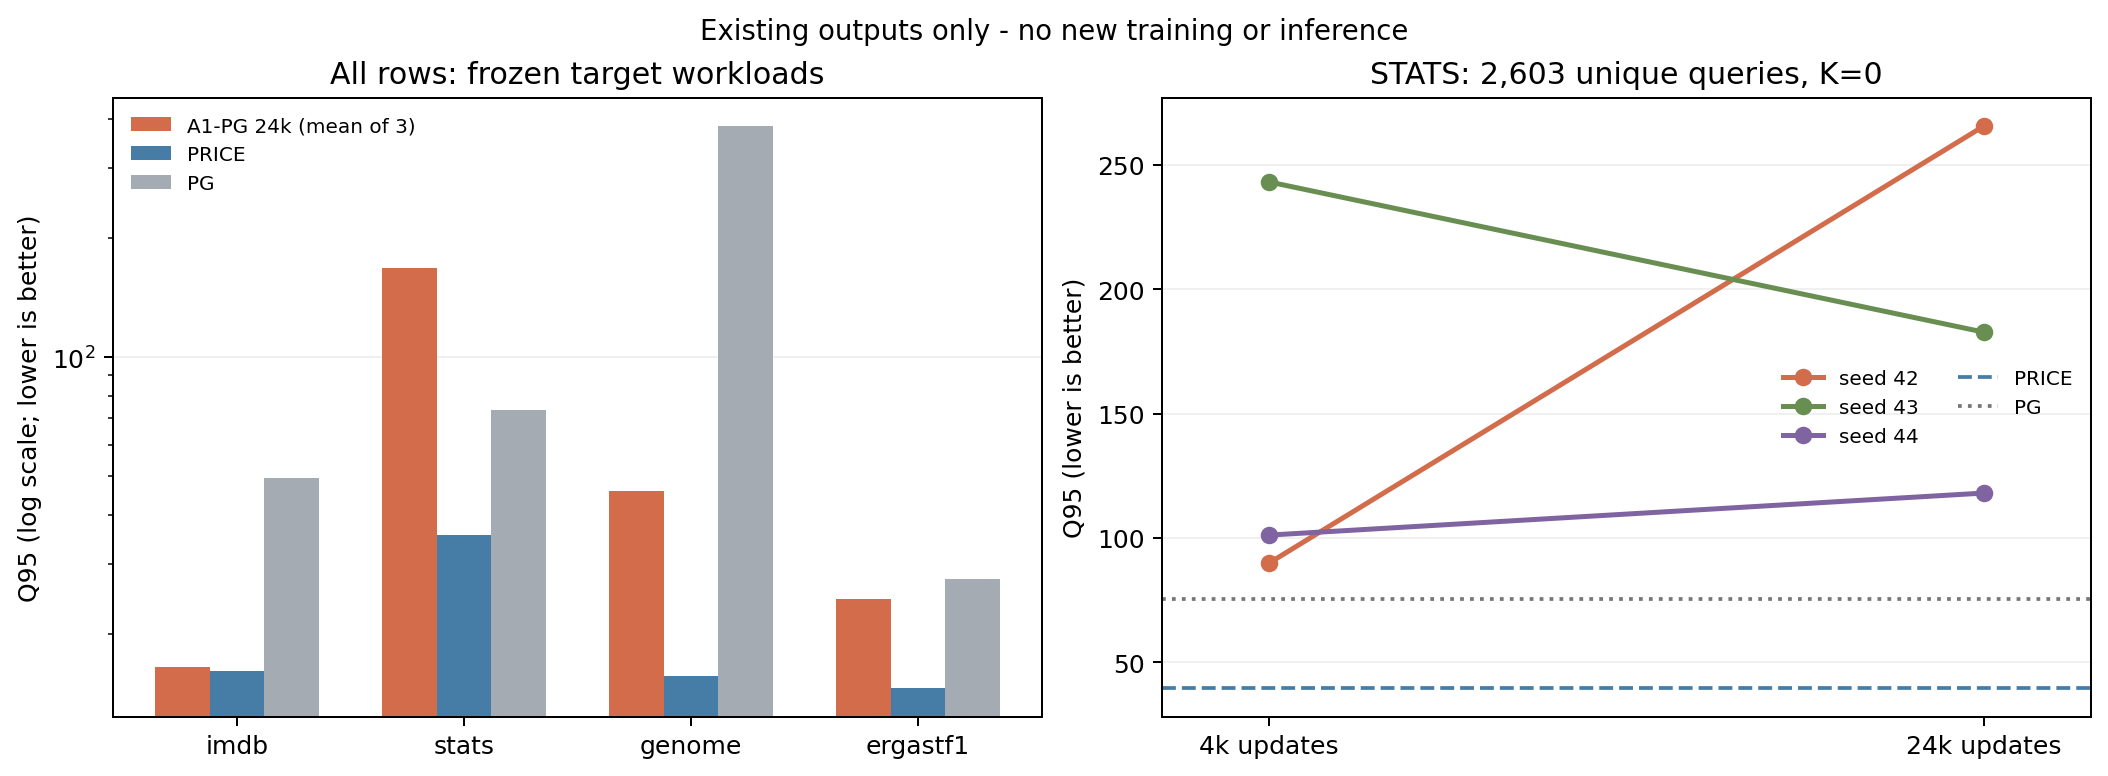 Existing outputs only - no new training or inference
All rows: frozen target workloads
Q95 (log scale; lower is better)
10²
A1-PG 24k (mean of 3)
PRICE
PG
imdb
stats
genome
ergastf1
STATS: 2,603 unique queries, K=0
Q95 (lower is better)
250
200
150
100
50
seed 42
seed 43
seed 44
PRICE
PG
4k updates
24k updates